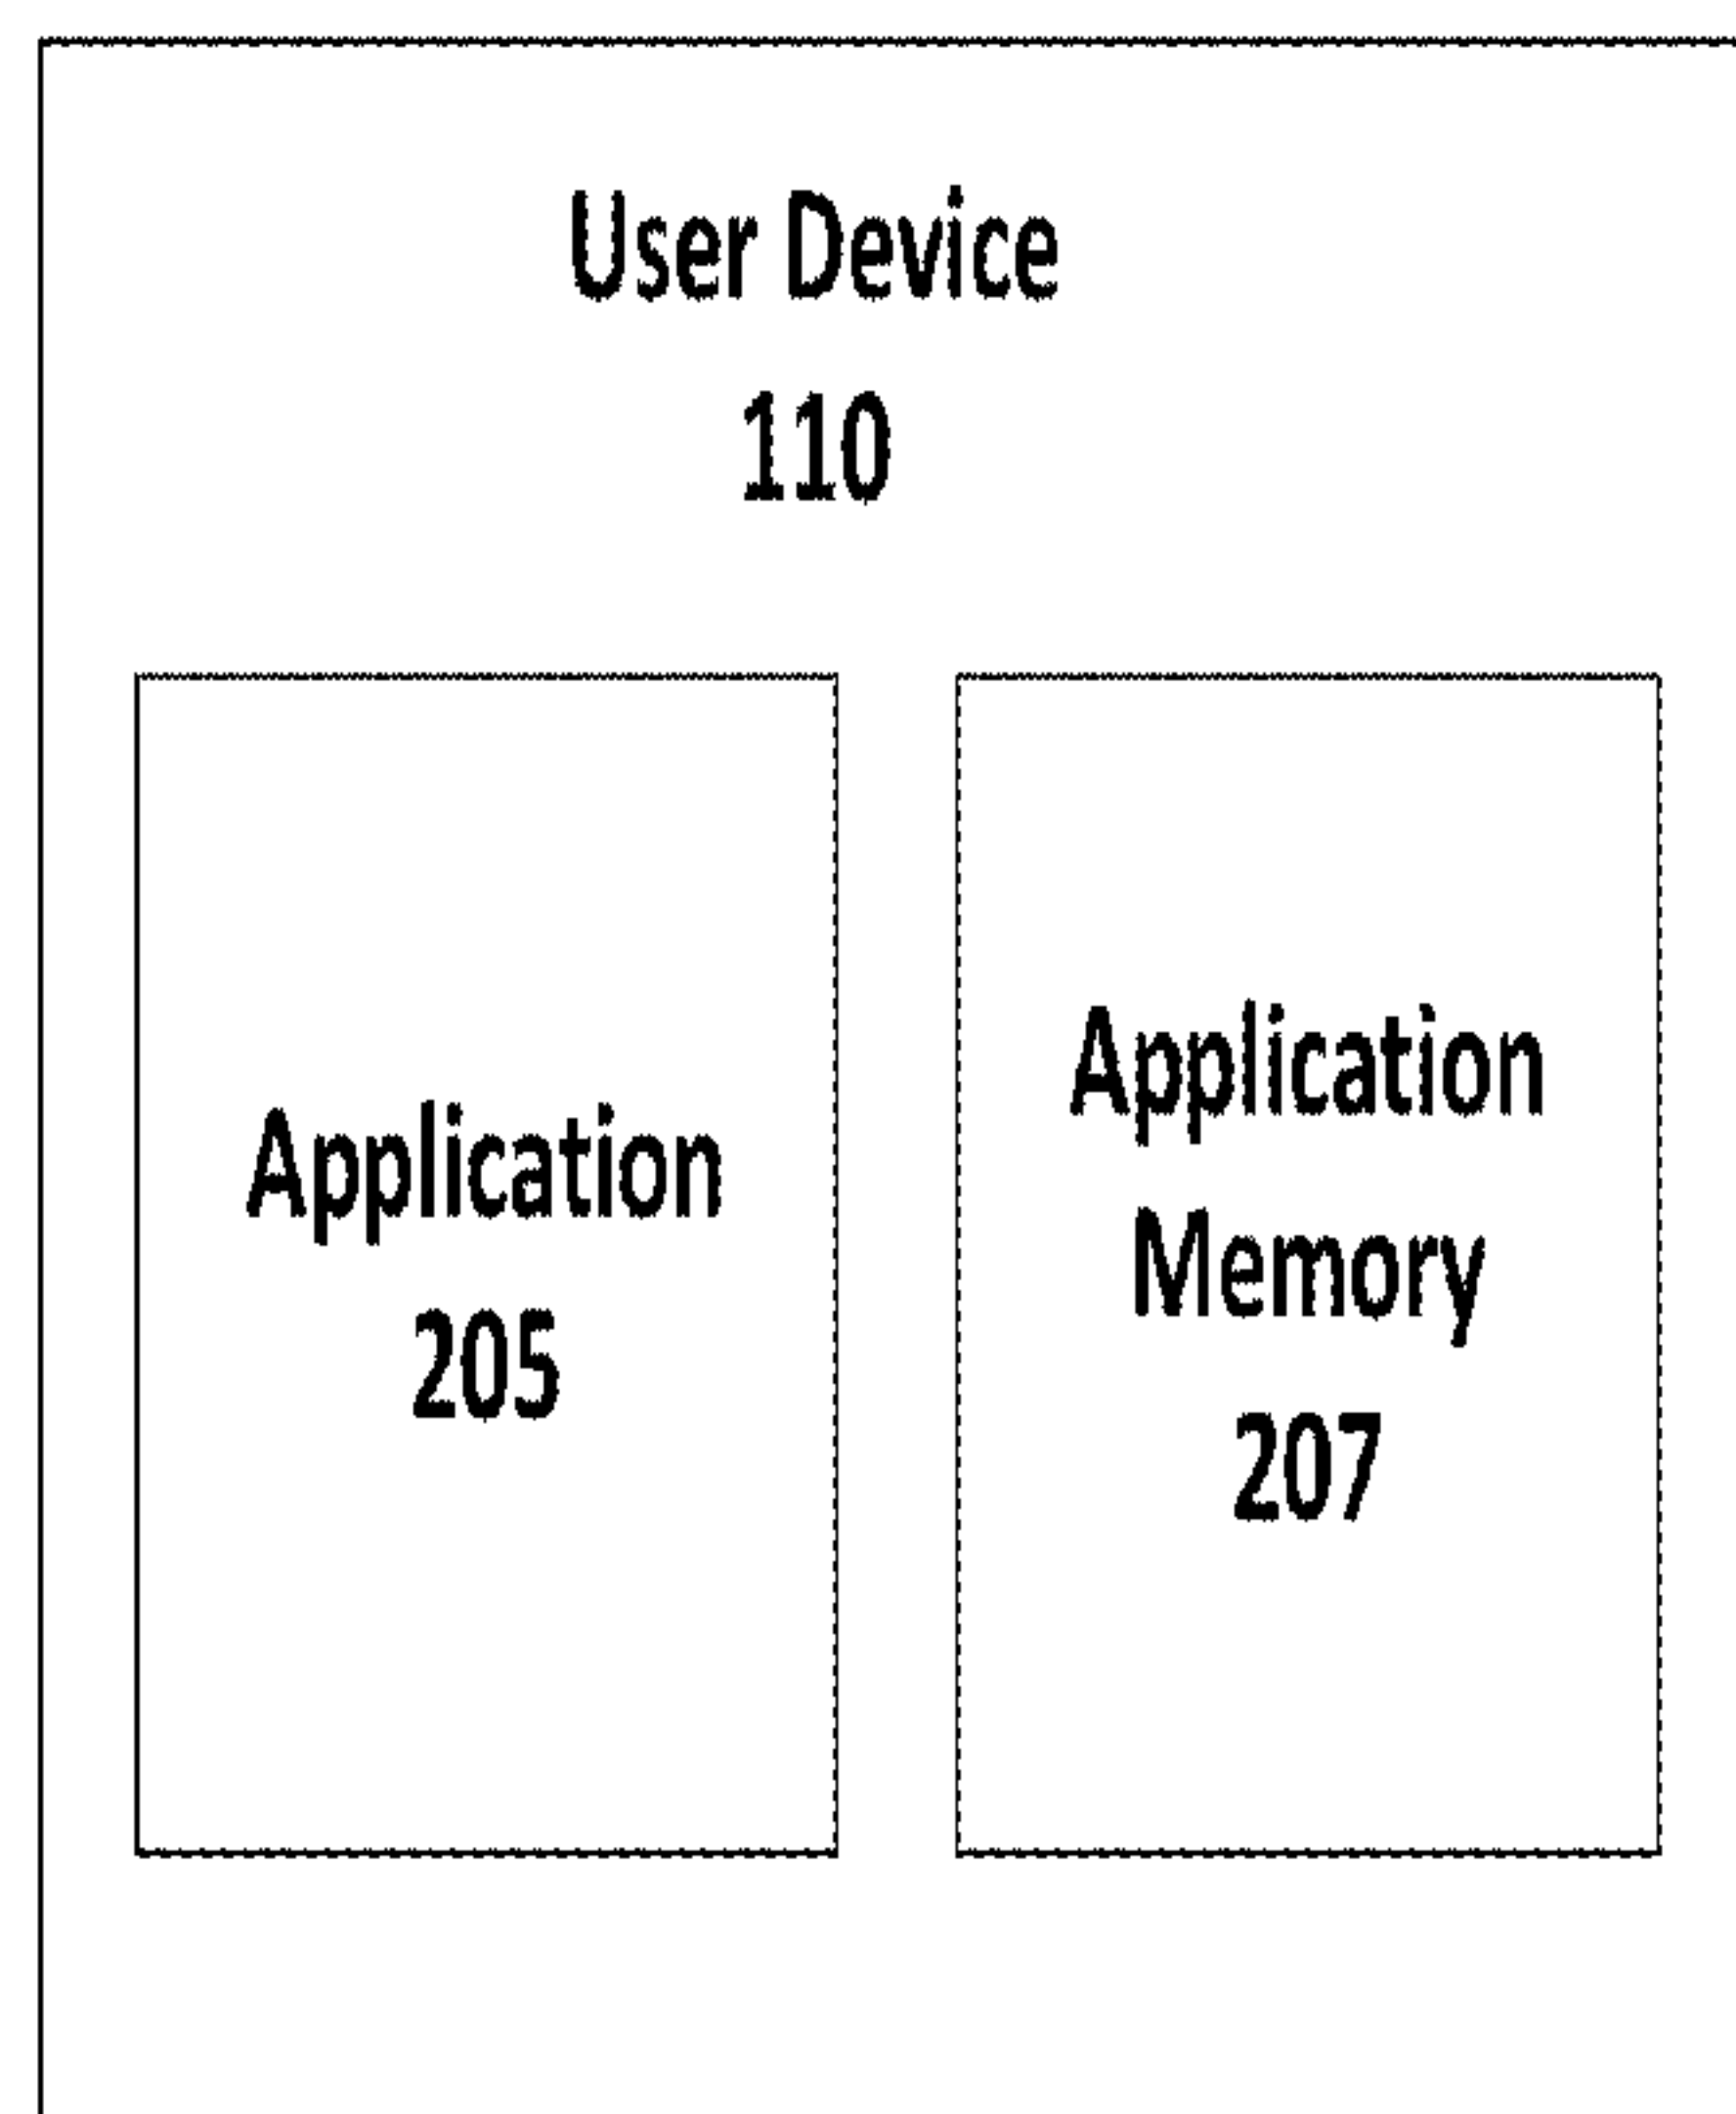 User Device
110
Application
205
Application
Memory
207